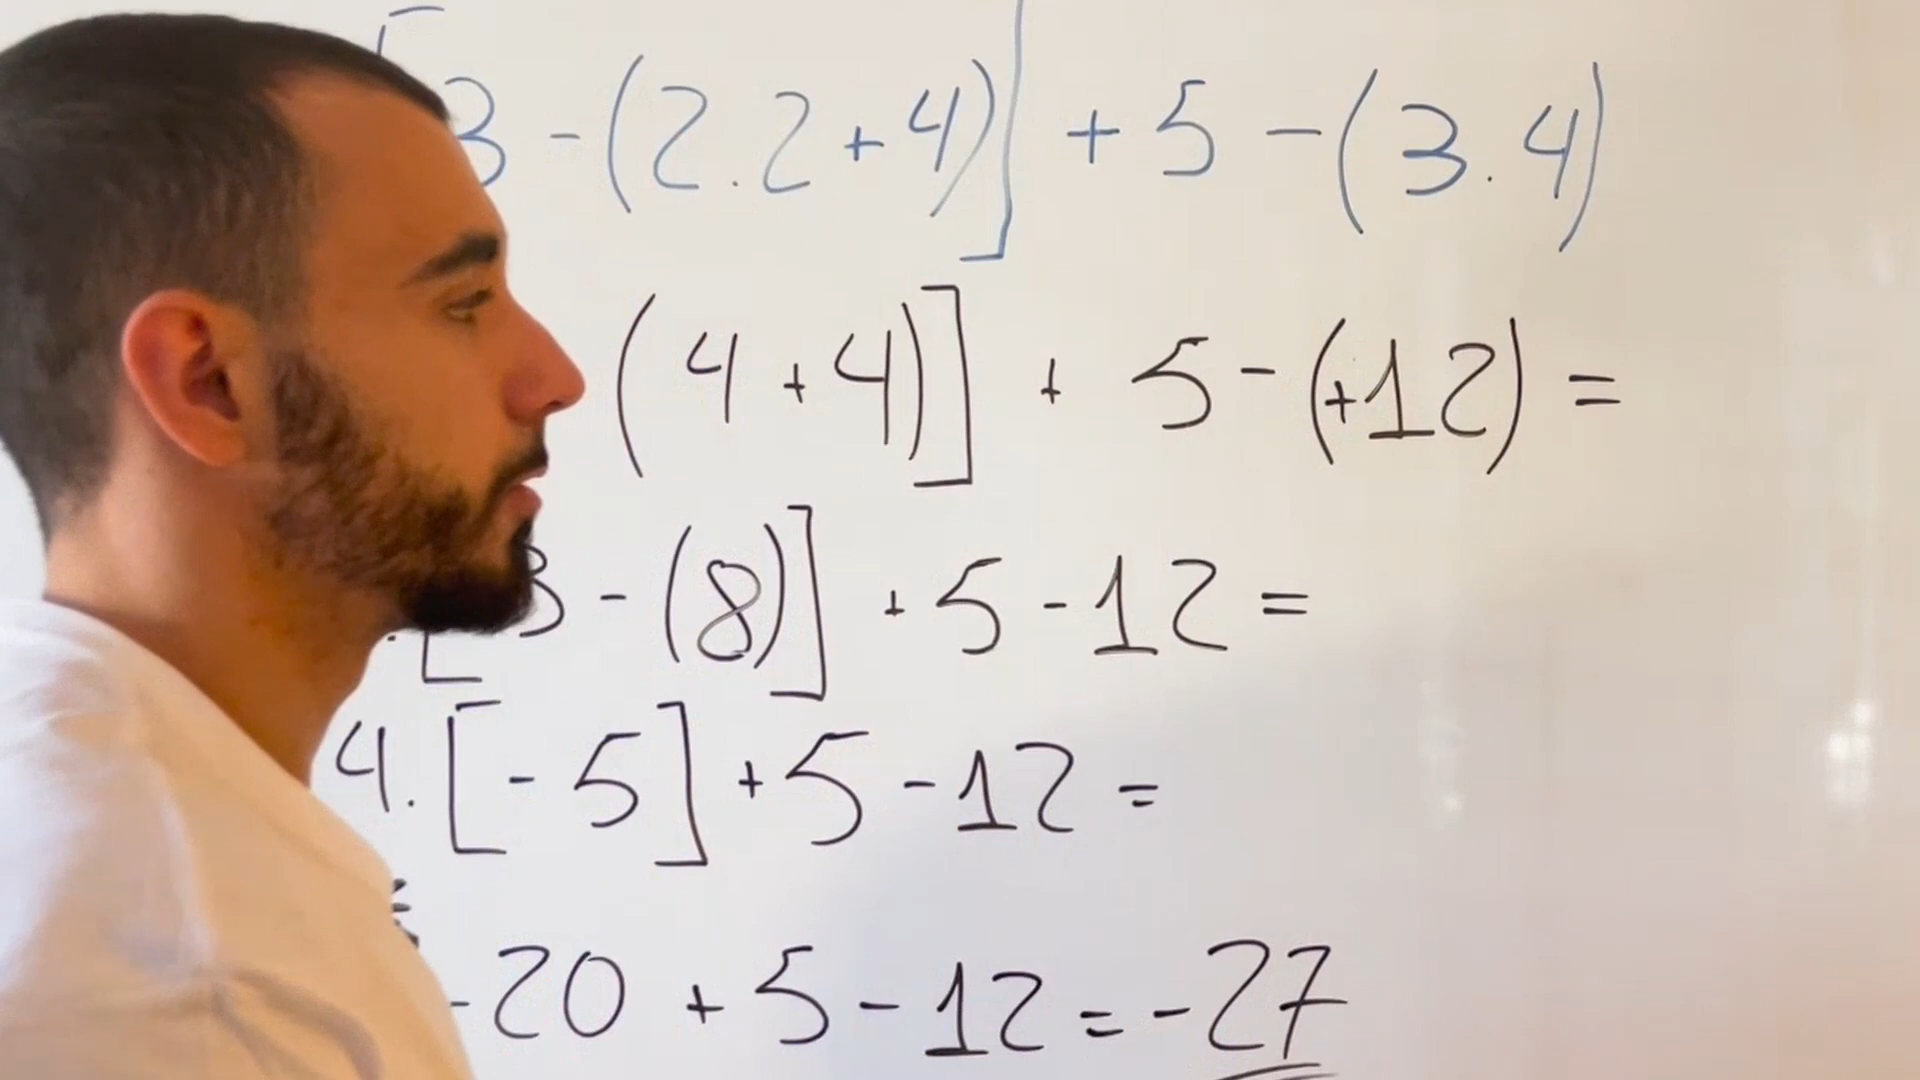 [3 - (2.2 + 4)] + 5 - (3.4)
(4 + 4)] + 5 - (+12) =
. [3 - (8)] + 5 - 12 =
4. [- 5] + 5 - 12 =
-20 + 5 - 12 = -27